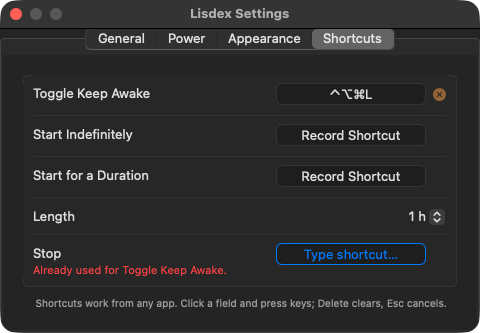 Lisdex Settings
General Power Appearance Shortcuts
Toggle Keep Awake ^⌥⌘L
Start Indefinitely Record Shortcut
Start for a Duration Record Shortcut
Length 1 h
Stop Type shortcut...
Already used for Toggle Keep Awake.
Shortcuts work from any app. Click a field and press keys; Delete clears, Esc cancels.